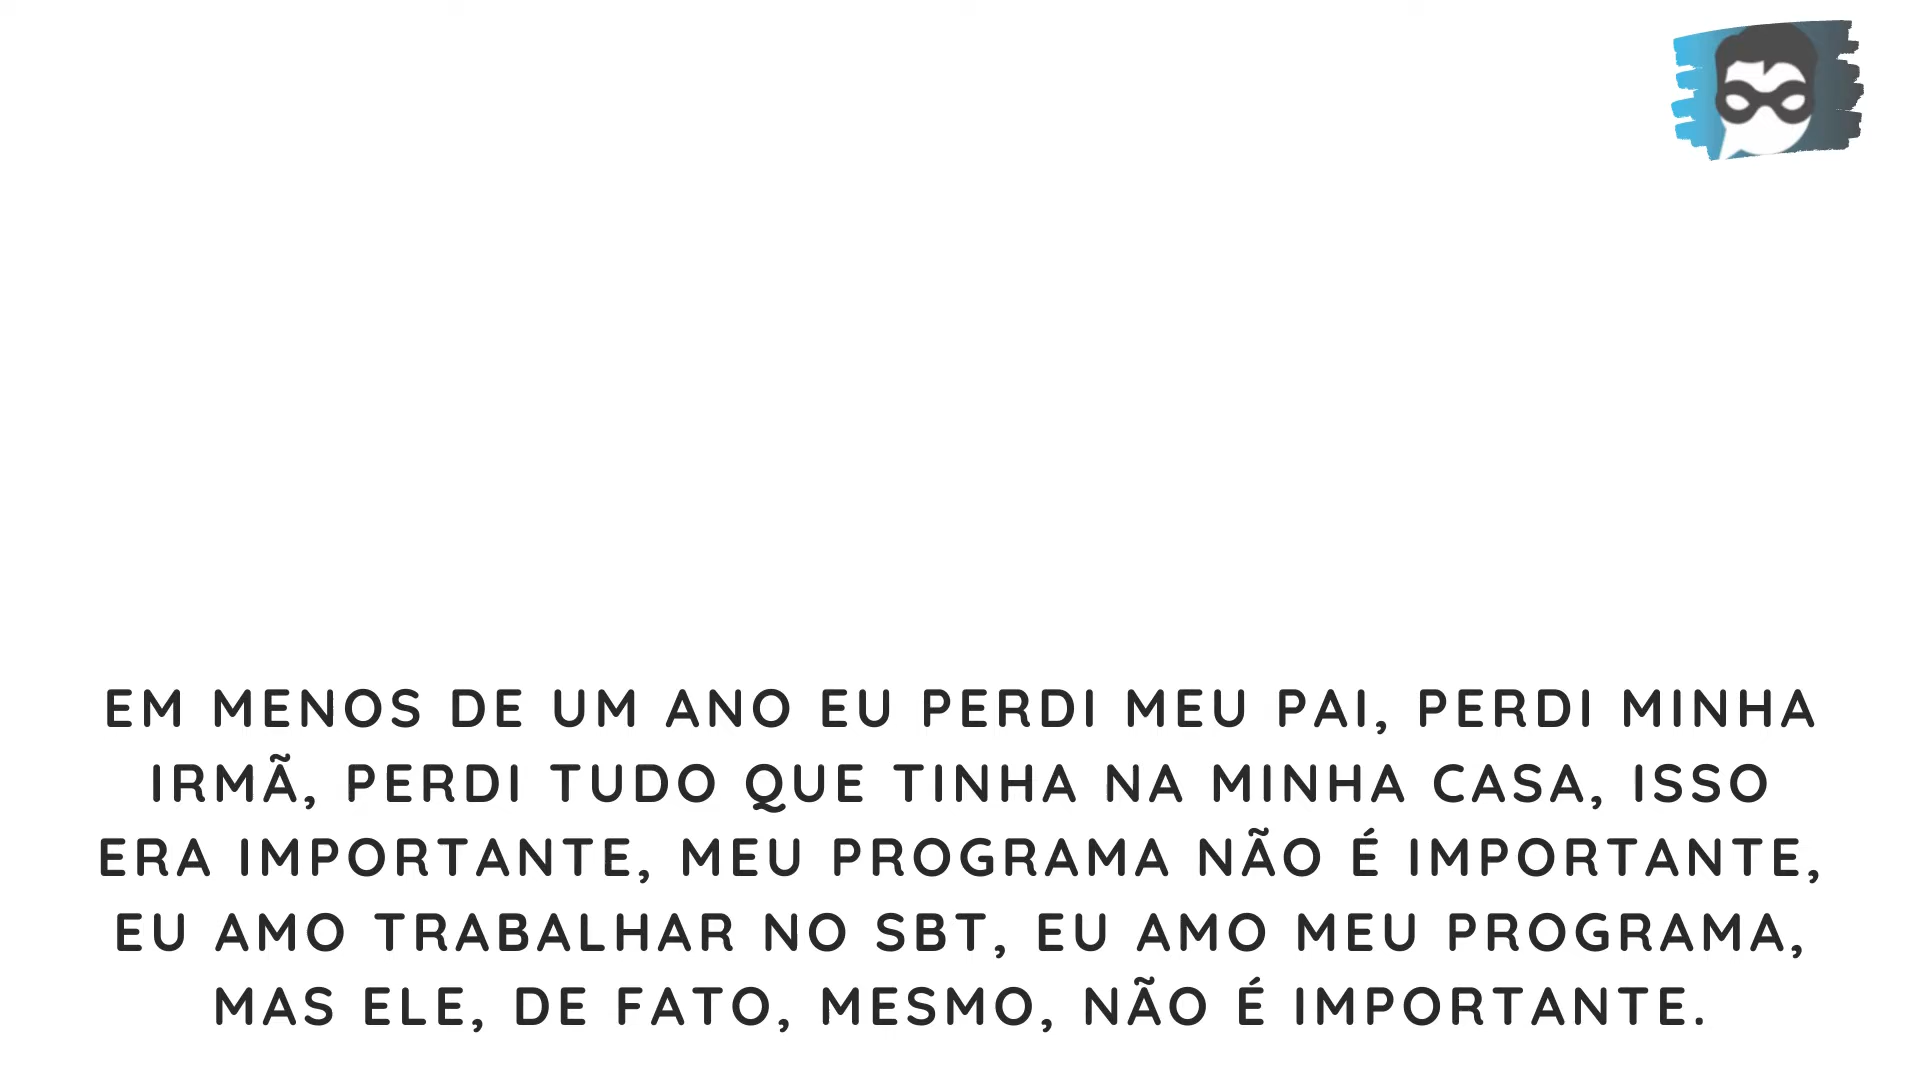 EM MENOS DE UM ANO EU PERDI MEU PAI, PERDI MINHA
IRMÃ, PERDI TUDO QUE TINHA NA MINHA CASA, ISSO
ERA IMPORTANTE, MEU PROGRAMA NÃO É IMPORTANTE,
EU AMO TRABALHAR NO SBT, EU AMO MEU PROGRAMA,
MAS ELE, DE FATO, MESMO, NÃO É IMPORTANTE.